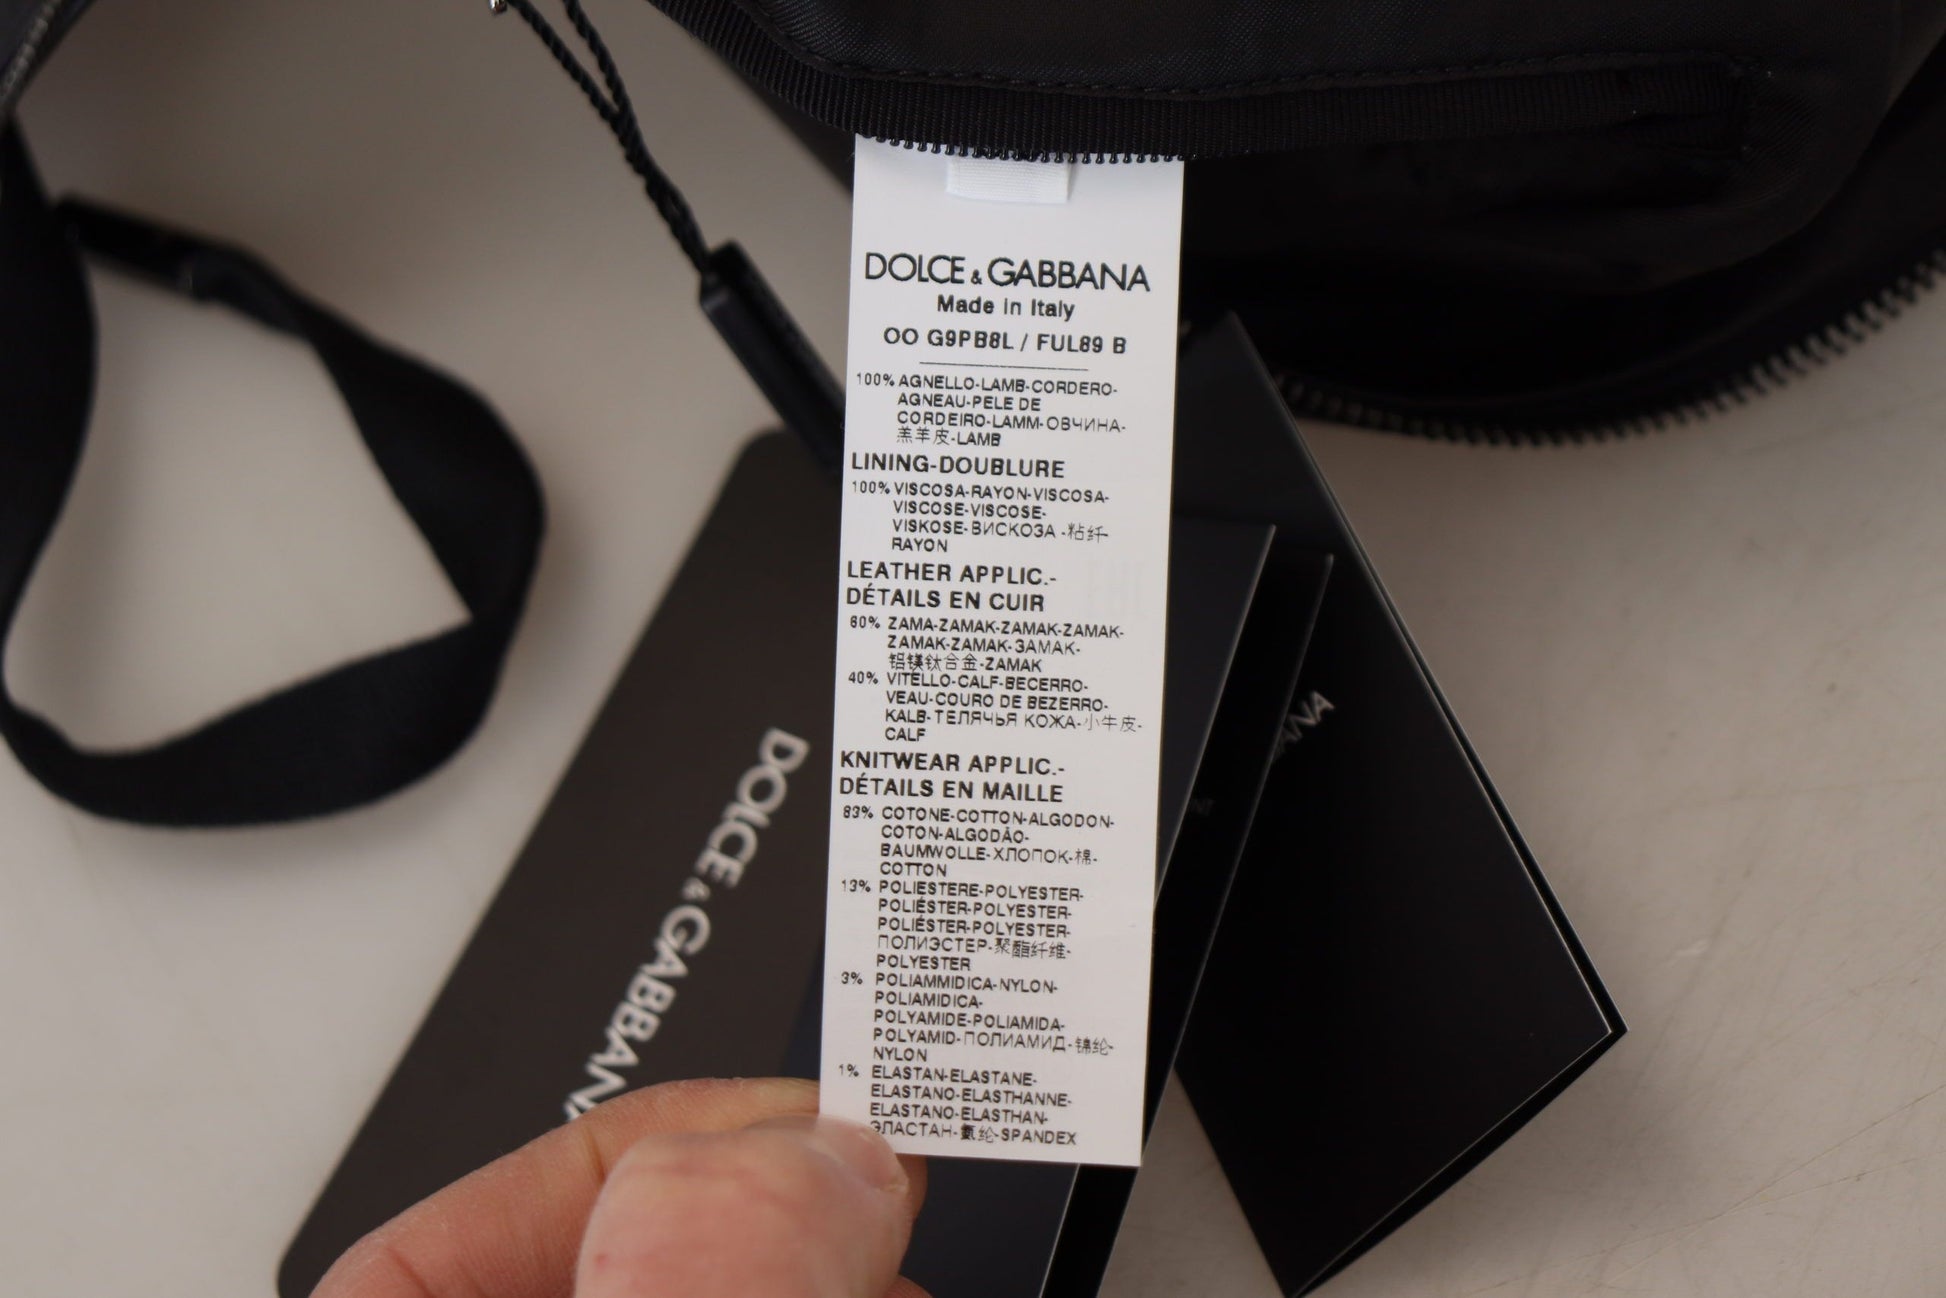 DOLCE & GABBANA
Made in Italy
OO G9PB8L / FUL89 B
100% AGNELLO-LAMB-CORDERO-
AGNEAU-PELE DE
CORDEIRO-LAMM-ОВЧИНА-
羔羊皮-LAMB
LINING-DOUBLURE
100% VISCOSA-RAYON-VISCOSA-
VISCOSE-VISCOSE-
VISKOSE-ВИСКОЗА -粘纤-
RAYON
LEATHER APPLIC.-
DÉTAILS EN CUIR
60% ZAMA-ZAMAK-ZAMAK-ZAMAK-
ZAMAK-ZAMAK-ЗАМАК-
铝镁钛合金-ZAMAK
40% VITELLO-CALF-BECERRO-
VEAU-COURO DE BEZERRO-
KALB-ТЕЛЯЧЬЯ КОЖА-小牛皮-
CALF
KNITWEAR APPLIC.-
DÉTAILS EN MAILLE
83% COTONE-COTTON-ALGODON-
COTON-ALGODÃO-
BAUMWOLLE-ХЛОПОК-棉-
COTTON
13% POLIESTERE-POLYESTER-
POLIÉSTER-POLYESTER-
POLIÉSTER-POLYESTER-
ПОЛИЭСТЕР-聚酯纤维-
POLYESTER
3% POLIAMMIDICA-NYLON-
POLIAMIDICA-
POLYAMIDE-POLIAMIDA-
POLYAMID-ПОЛИАМИД-锦纶-
NYLON
1% ELASTAN-ELASTANE-
ELASTANO-ELASTHANNE-
ELASTANO-ELASTHAN-
ЭЛАСТАН-氨纶-SPANDEX
DOLCE & GABBANA